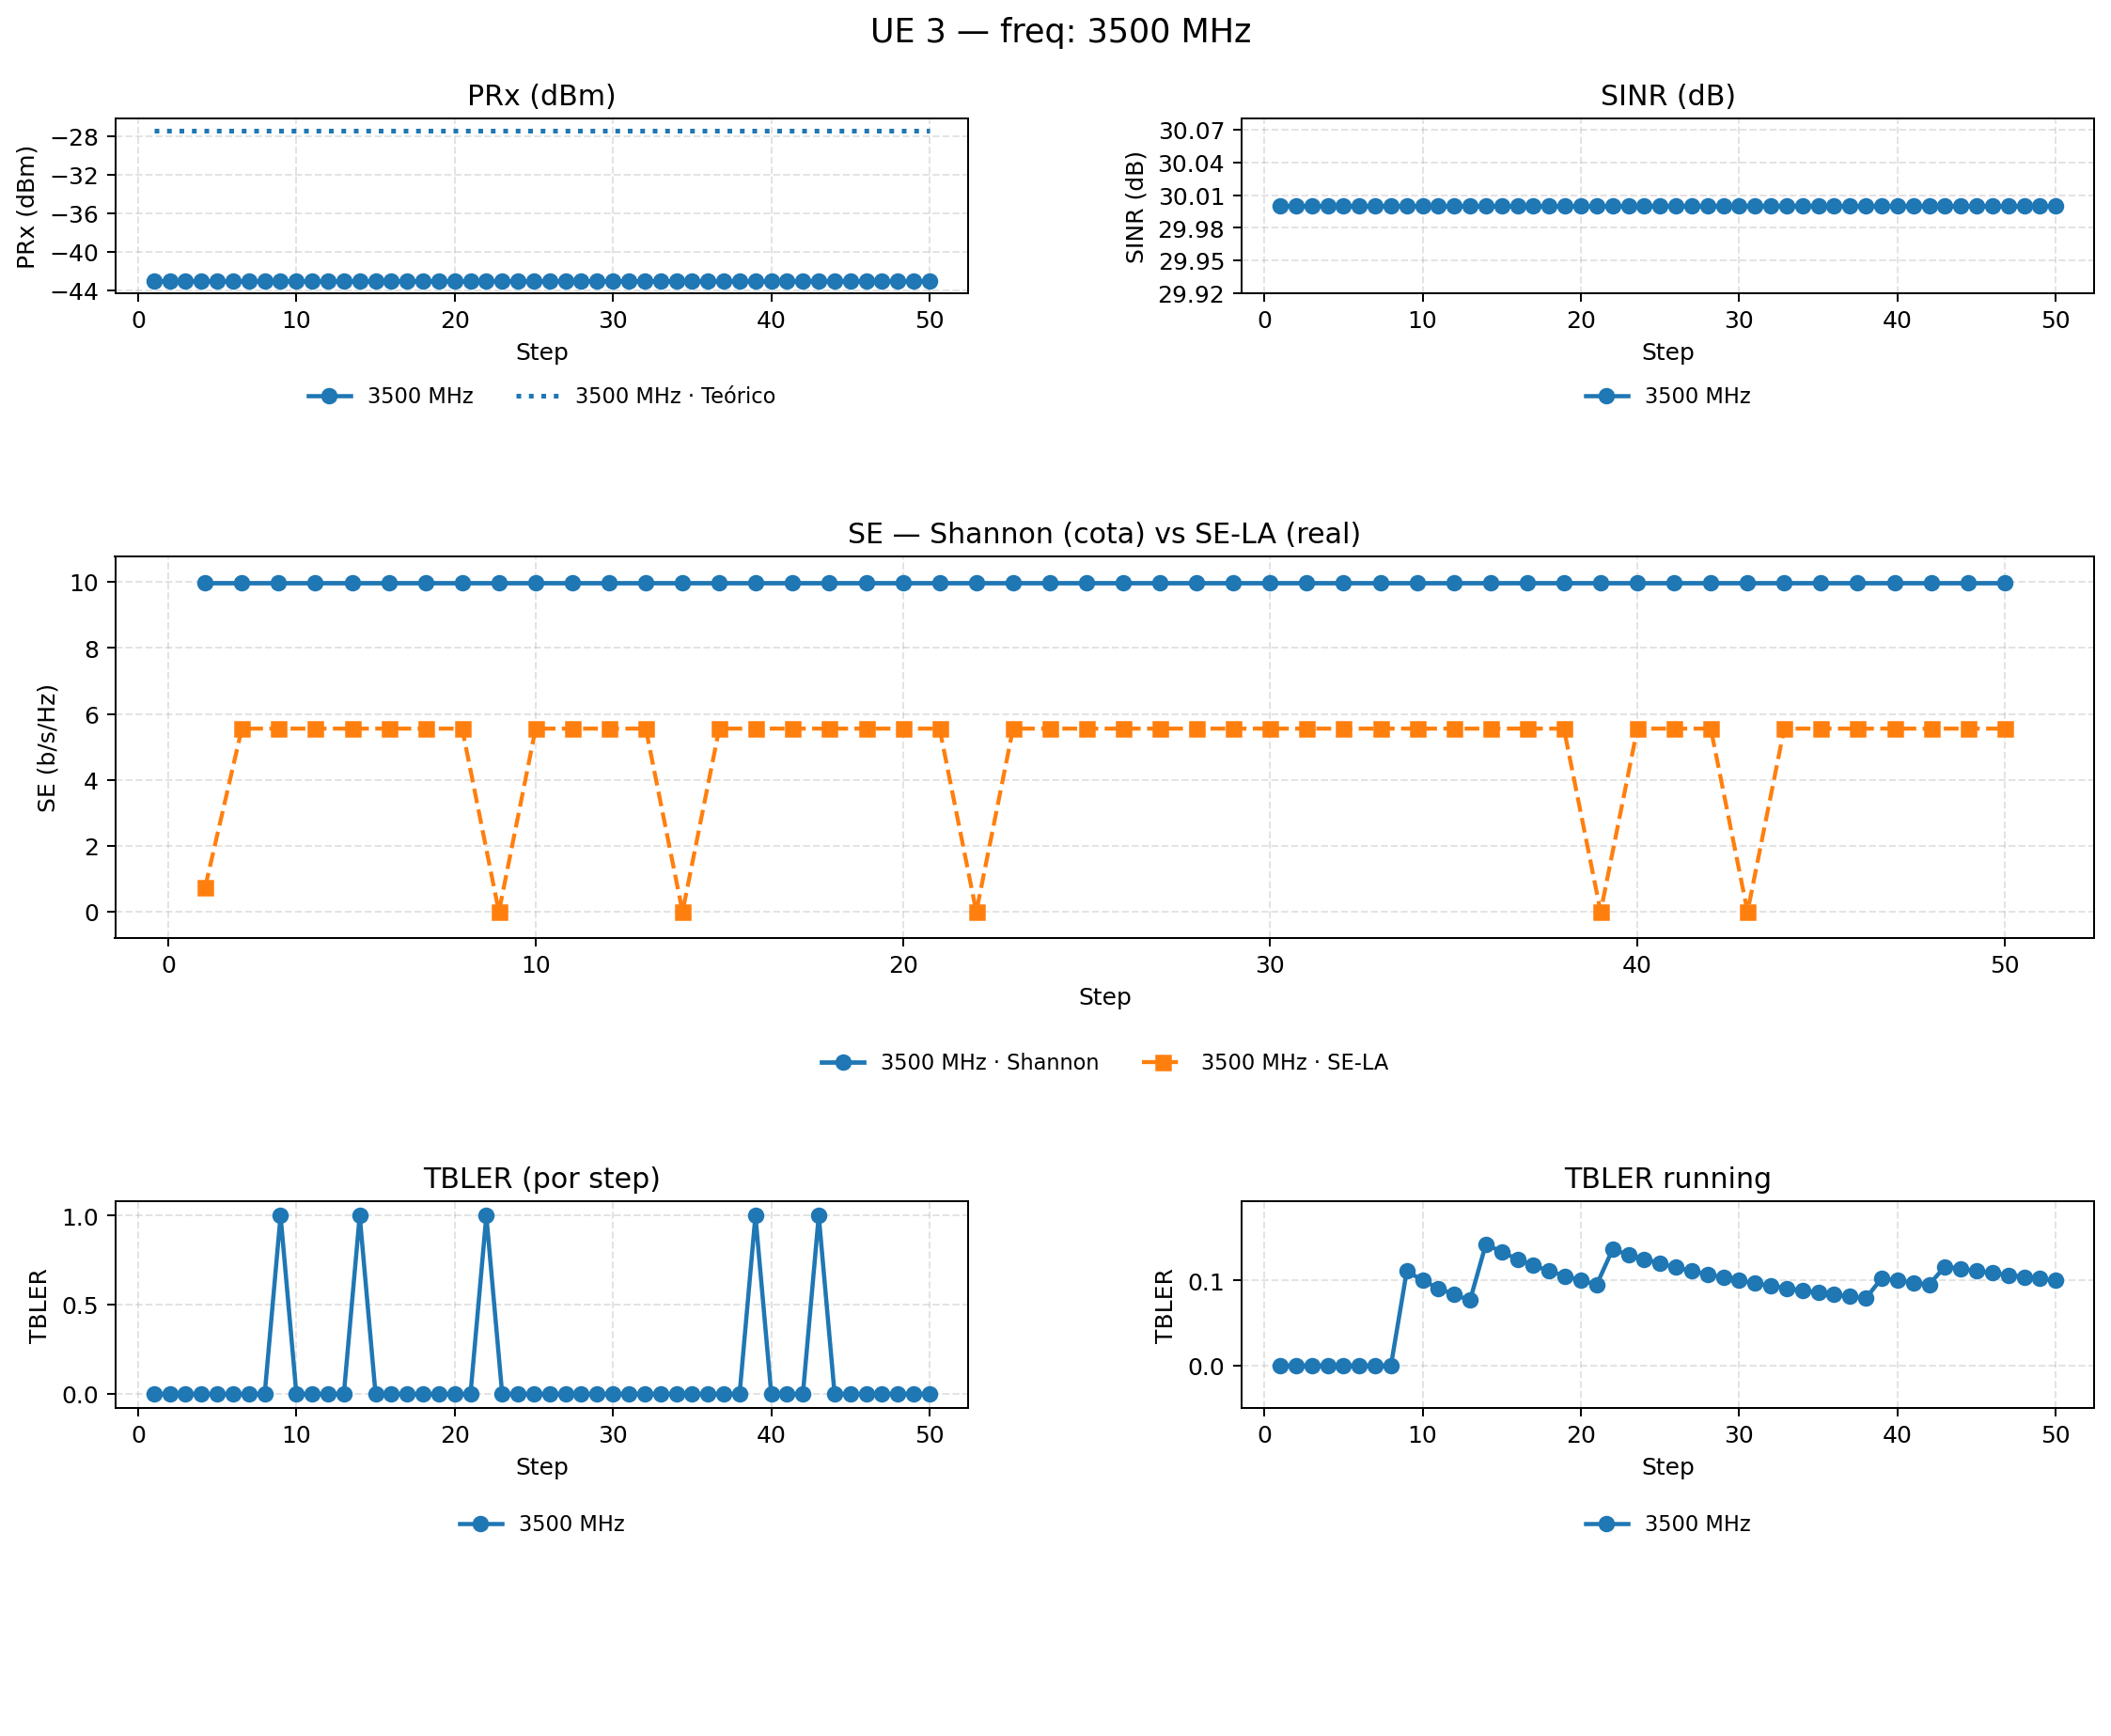 UE 3 — freq: 3500 MHz
PRx (dBm)
PRx (dBm)
−28
−32
−36
−40
−44
0 10 20 30 40 50
Step
3500 MHz 3500 MHz · Teórico
SINR (dB)
SINR (dB)
30.07
30.04
30.01
29.98
29.95
29.92
0 10 20 30 40 50
Step
3500 MHz
SE — Shannon (cota) vs SE-LA (real)
SE (b/s/Hz)
10
8
6
4
2
0
0 10 20 30 40 50
Step
3500 MHz · Shannon 3500 MHz · SE-LA
TBLER (por step)
TBLER
1.0
0.5
0.0
0 10 20 30 40 50
Step
3500 MHz
TBLER running
TBLER
0.1
0.0
0 10 20 30 40 50
Step
3500 MHz